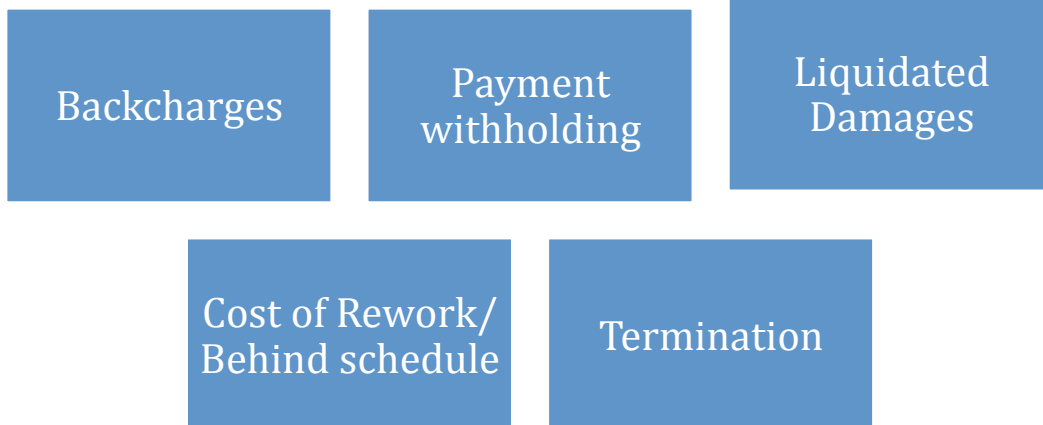 Backcharges
Payment
withholding
Liquidated
Damages
Cost of Rework/
Behind schedule
Termination